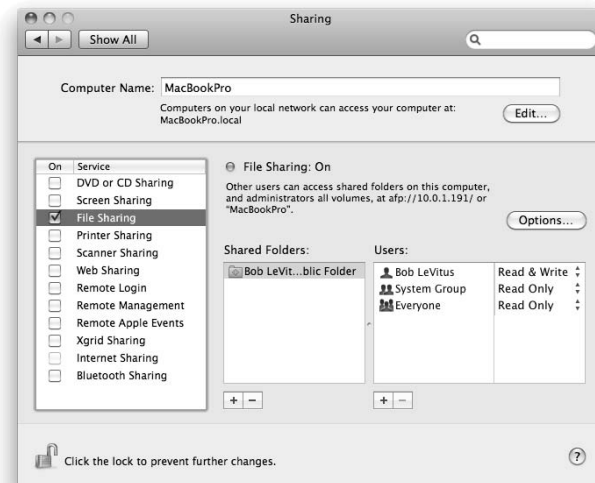 Sharing
Show All
Computer Name: MacBookPro
Computers on your local network can access your computer at:
MacBookPro.local
Edit...
On Service
DVD or CD Sharing
Screen Sharing
File Sharing
Printer Sharing
Scanner Sharing
Web Sharing
Remote Login
Remote Management
Remote Apple Events
Xgrid Sharing
Internet Sharing
Bluetooth Sharing
File Sharing: On
Other users can access shared folders on this computer,
and administrators all volumes, at afp://10.0.1.191/ or
“MacBookPro”.
Options...
Shared Folders:
Bob LeVit...blic Folder
Users:
Bob LeVitus Read & Write
System Group Read Only
Everyone Read Only
+ −
+ −
Click the lock to prevent further changes.
?